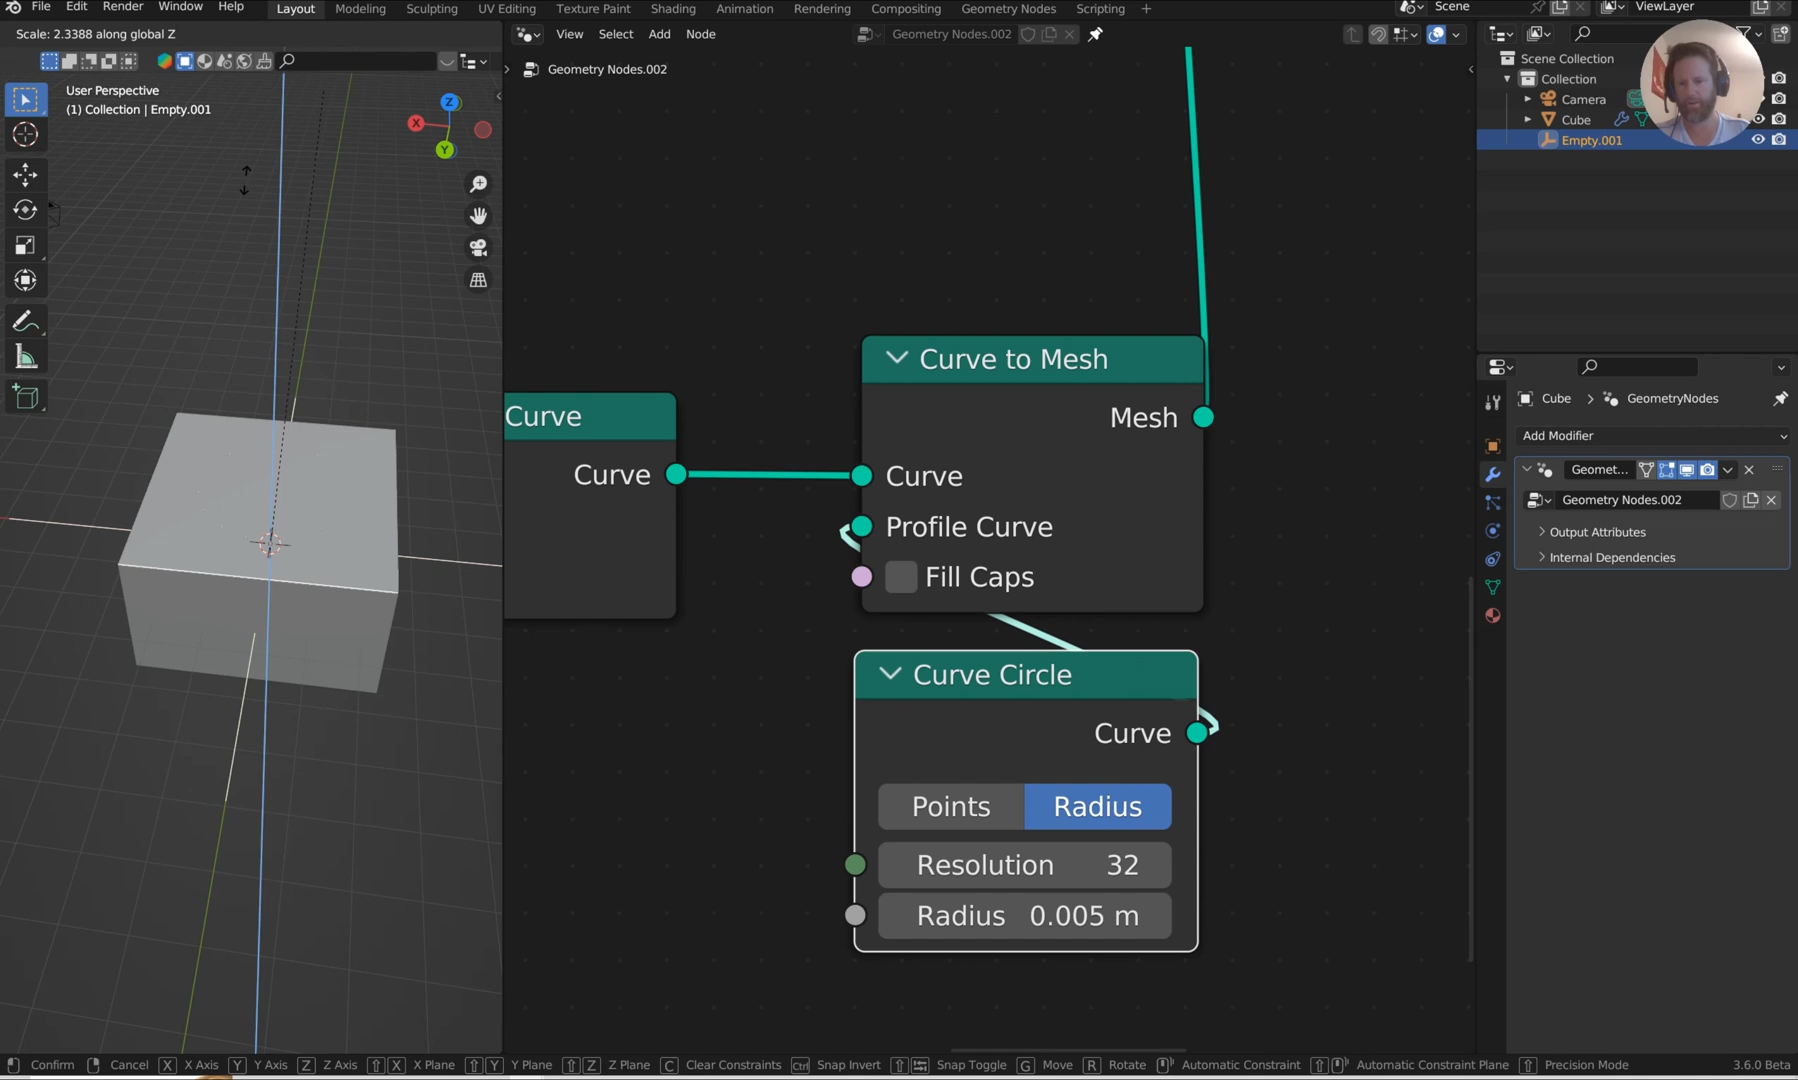 File Edit Render Window Help Layout Modeling Sculpting UV Editing Texture Paint Shading Animation Rendering Compositing Geometry Nodes Scripting + Scene ViewLayer
Scale: 2.3388 along global Z
View Select Add Node Geometry Nodes.002
Geometry Nodes.002
User Perspective
(1) Collection | Empty.001
Z
X
Y
Scene Collection
Collection
Camera
Cube
Empty.001
Curve
Curve
Curve to Mesh
Mesh
Curve
Profile Curve
Fill Caps
Curve Circle
Curve
Points Radius
Resolution 32
Radius 0.005 m
Cube > GeometryNodes
Add Modifier
Geomet...
Geometry Nodes.002
Output Attributes
Internal Dependencies
Confirm Cancel X X Axis Y Y Axis Z Z Axis X X Plane Y Y Plane Z Z Plane C Clear Constraints Ctrl Snap Invert Snap Toggle G Move R Rotate Automatic Constraint Automatic Constraint Plane Precision Mode 3.6.0 Beta